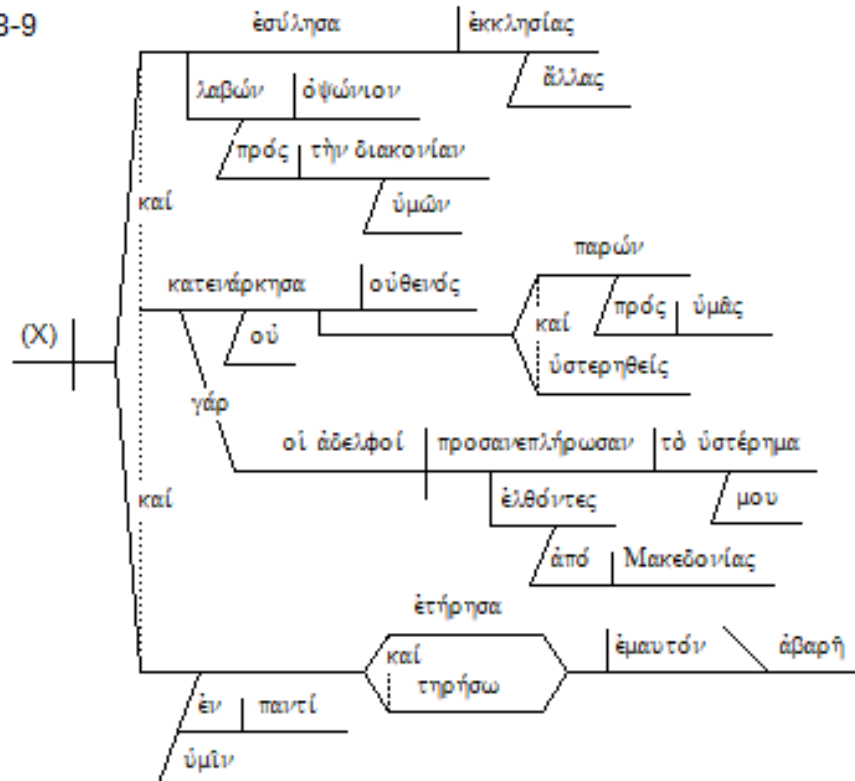 8-9
ἐσύλησα ἐκκλησίας
λαβών ὀψώνιον ἄλλας
πρός τὴν διακονίαν
καί ὑμῶν
παρών
κατενάρκησα οὐθενός
καί πρός ὑμᾶς
(X) οὐ
ὑστερηθείς
γάρ
οἱ ἀδελφοί προσανεπλήρωσαν τὸ ὑστέρημα
καί ἐλθόντες μου
ἀπό Μακεδονίας
ἐτήρησα
καί ἐμαυτόν ἀβαρῆ
τηρήσω
ἐν παντί
ὑμῖν